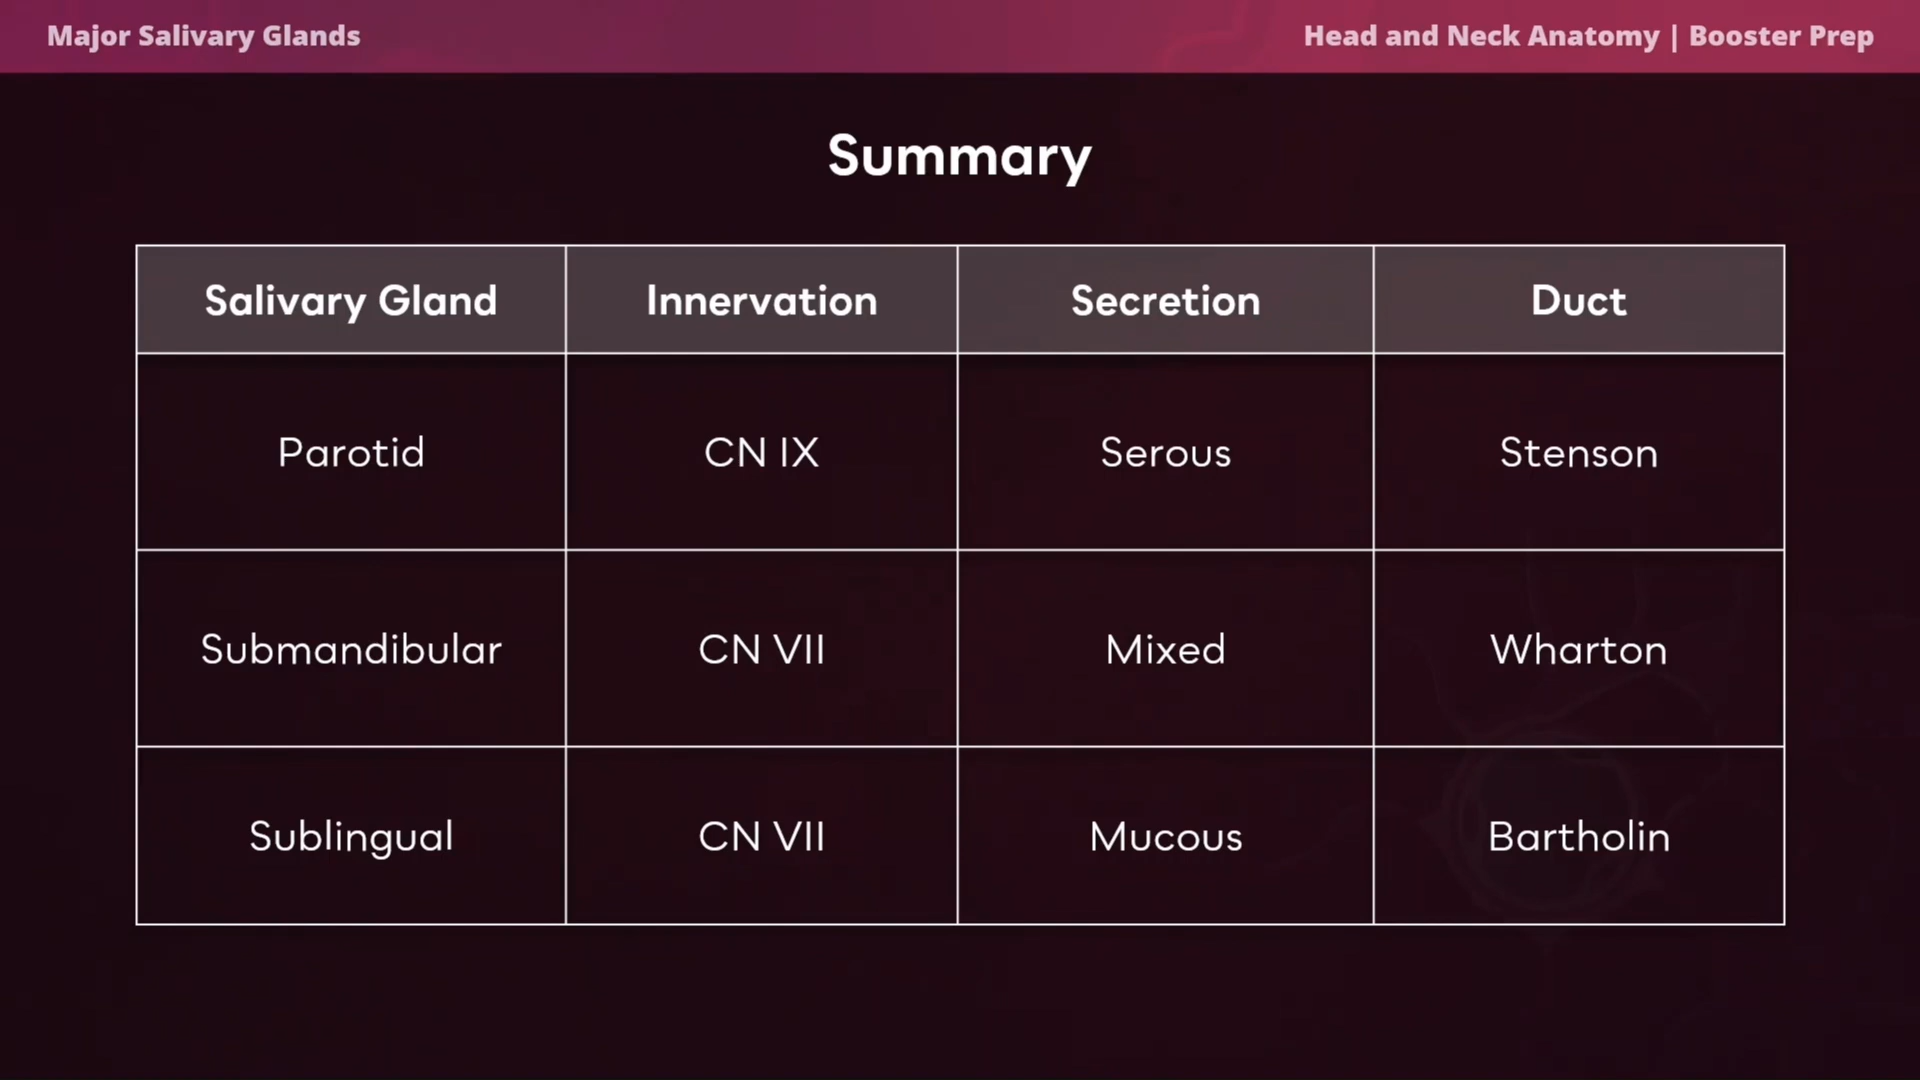 Major Salivary Glands
Head and Neck Anatomy | Booster Prep
Summary
Salivary Gland Innervation Secretion Duct
Parotid CN IX Serous Stenson
Submandibular CN VII Mixed Wharton
Sublingual CN VII Mucous Bartholin